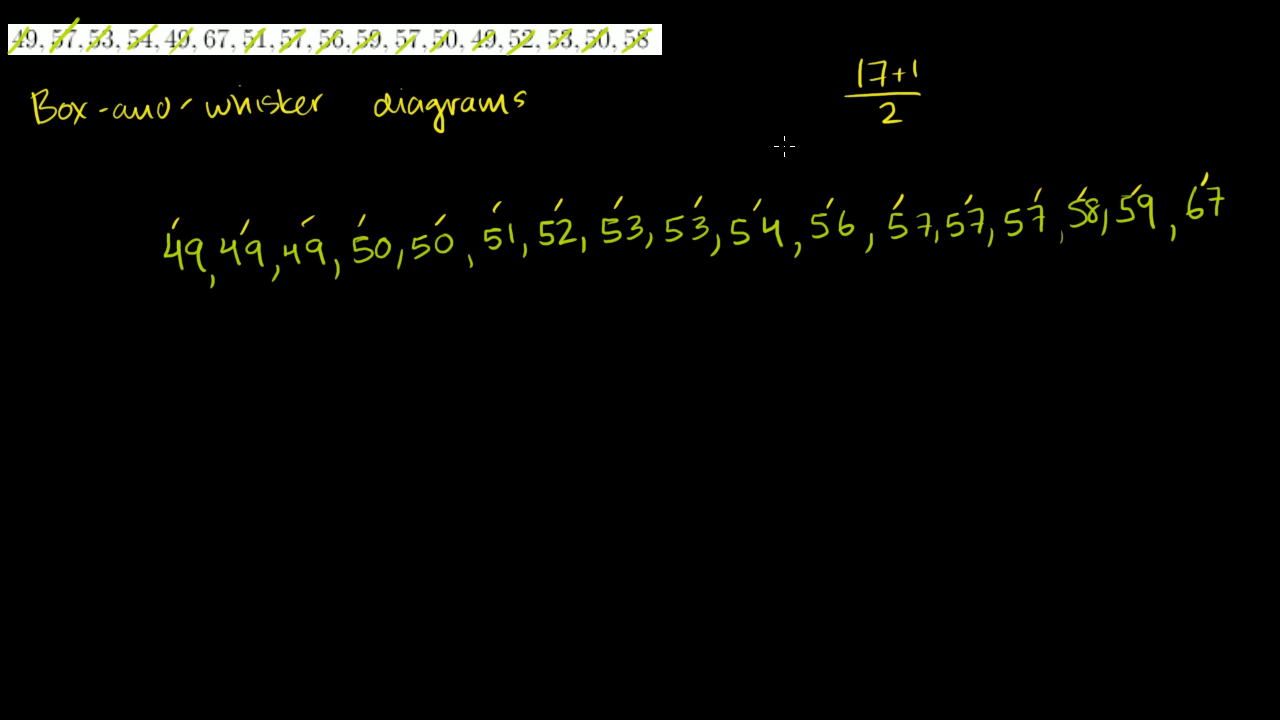 49, 57, 53, 54, 49, 67, 51, 57, 56, 59, 57, 50, 49, 52, 53, 50, 58
Box-and-whisker diagrams
17+1
2
49, 49, 49, 50, 50, 51, 52, 53, 53, 54, 56, 57, 57, 57, 58, 59, 67